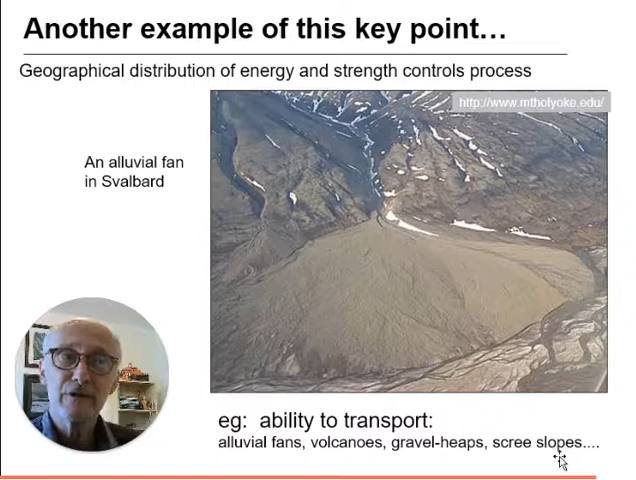 Another example of this key point…
Geographical distribution of energy and strength controls process
http://www.mtholyoke.edu/
An alluvial fan
in Svalbard
eg: ability to transport:
alluvial fans, volcanoes, gravel-heaps, scree slopes....